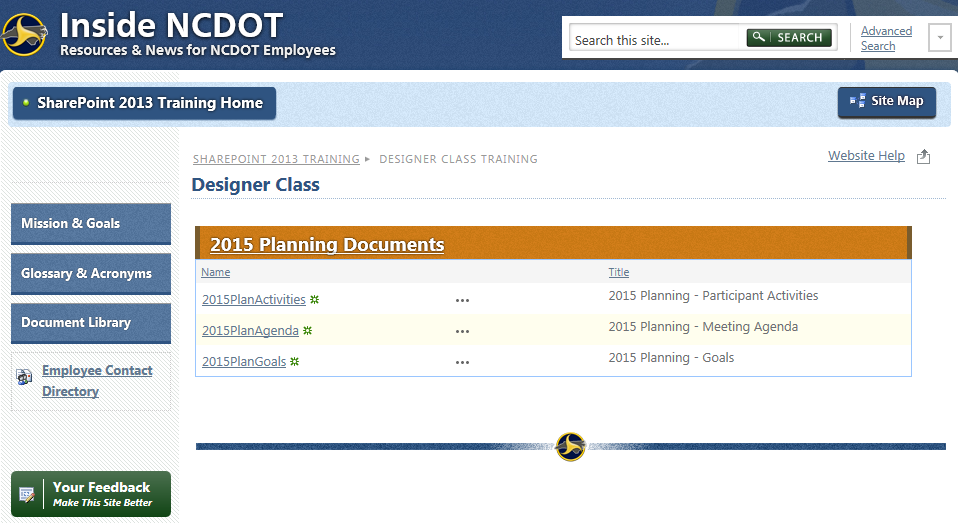 Inside NCDOT
Resources & News for NCDOT Employees
Search this site...
SEARCH
Advanced
Search
SharePoint 2013 Training Home
Site Map
SHAREPOINT 2013 TRAINING ▸ DESIGNER CLASS TRAINING
Website Help
Designer Class
Mission & Goals
Glossary & Acronyms
Document Library
Employee Contact
Directory
Your Feedback
Make This Site Better
2015 Planning Documents
Name Title
2015PlanActivities ... 2015 Planning - Participant Activities
2015PlanAgenda ... 2015 Planning - Meeting Agenda
2015PlanGoals ... 2015 Planning - Goals